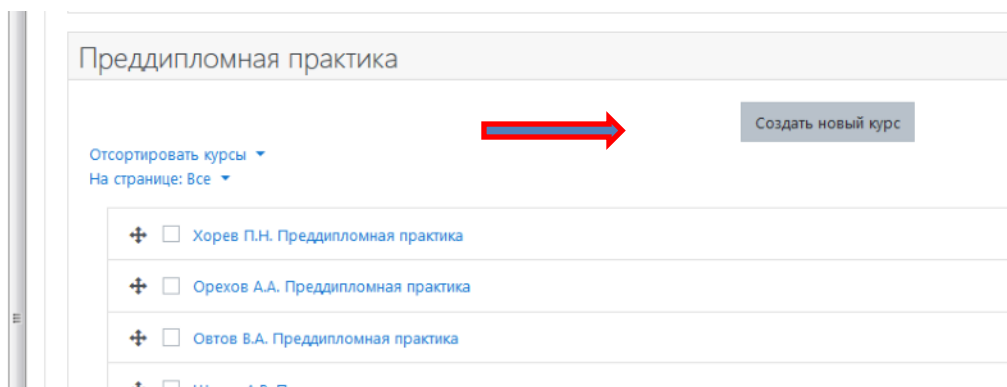 Преддипломная практика
Создать новый курс
Отсортировать курсы
На странице: Все
Хорев П.Н. Преддипломная практика
Орехов А.А. Преддипломная практика
Овтов В.А. Преддипломная практика